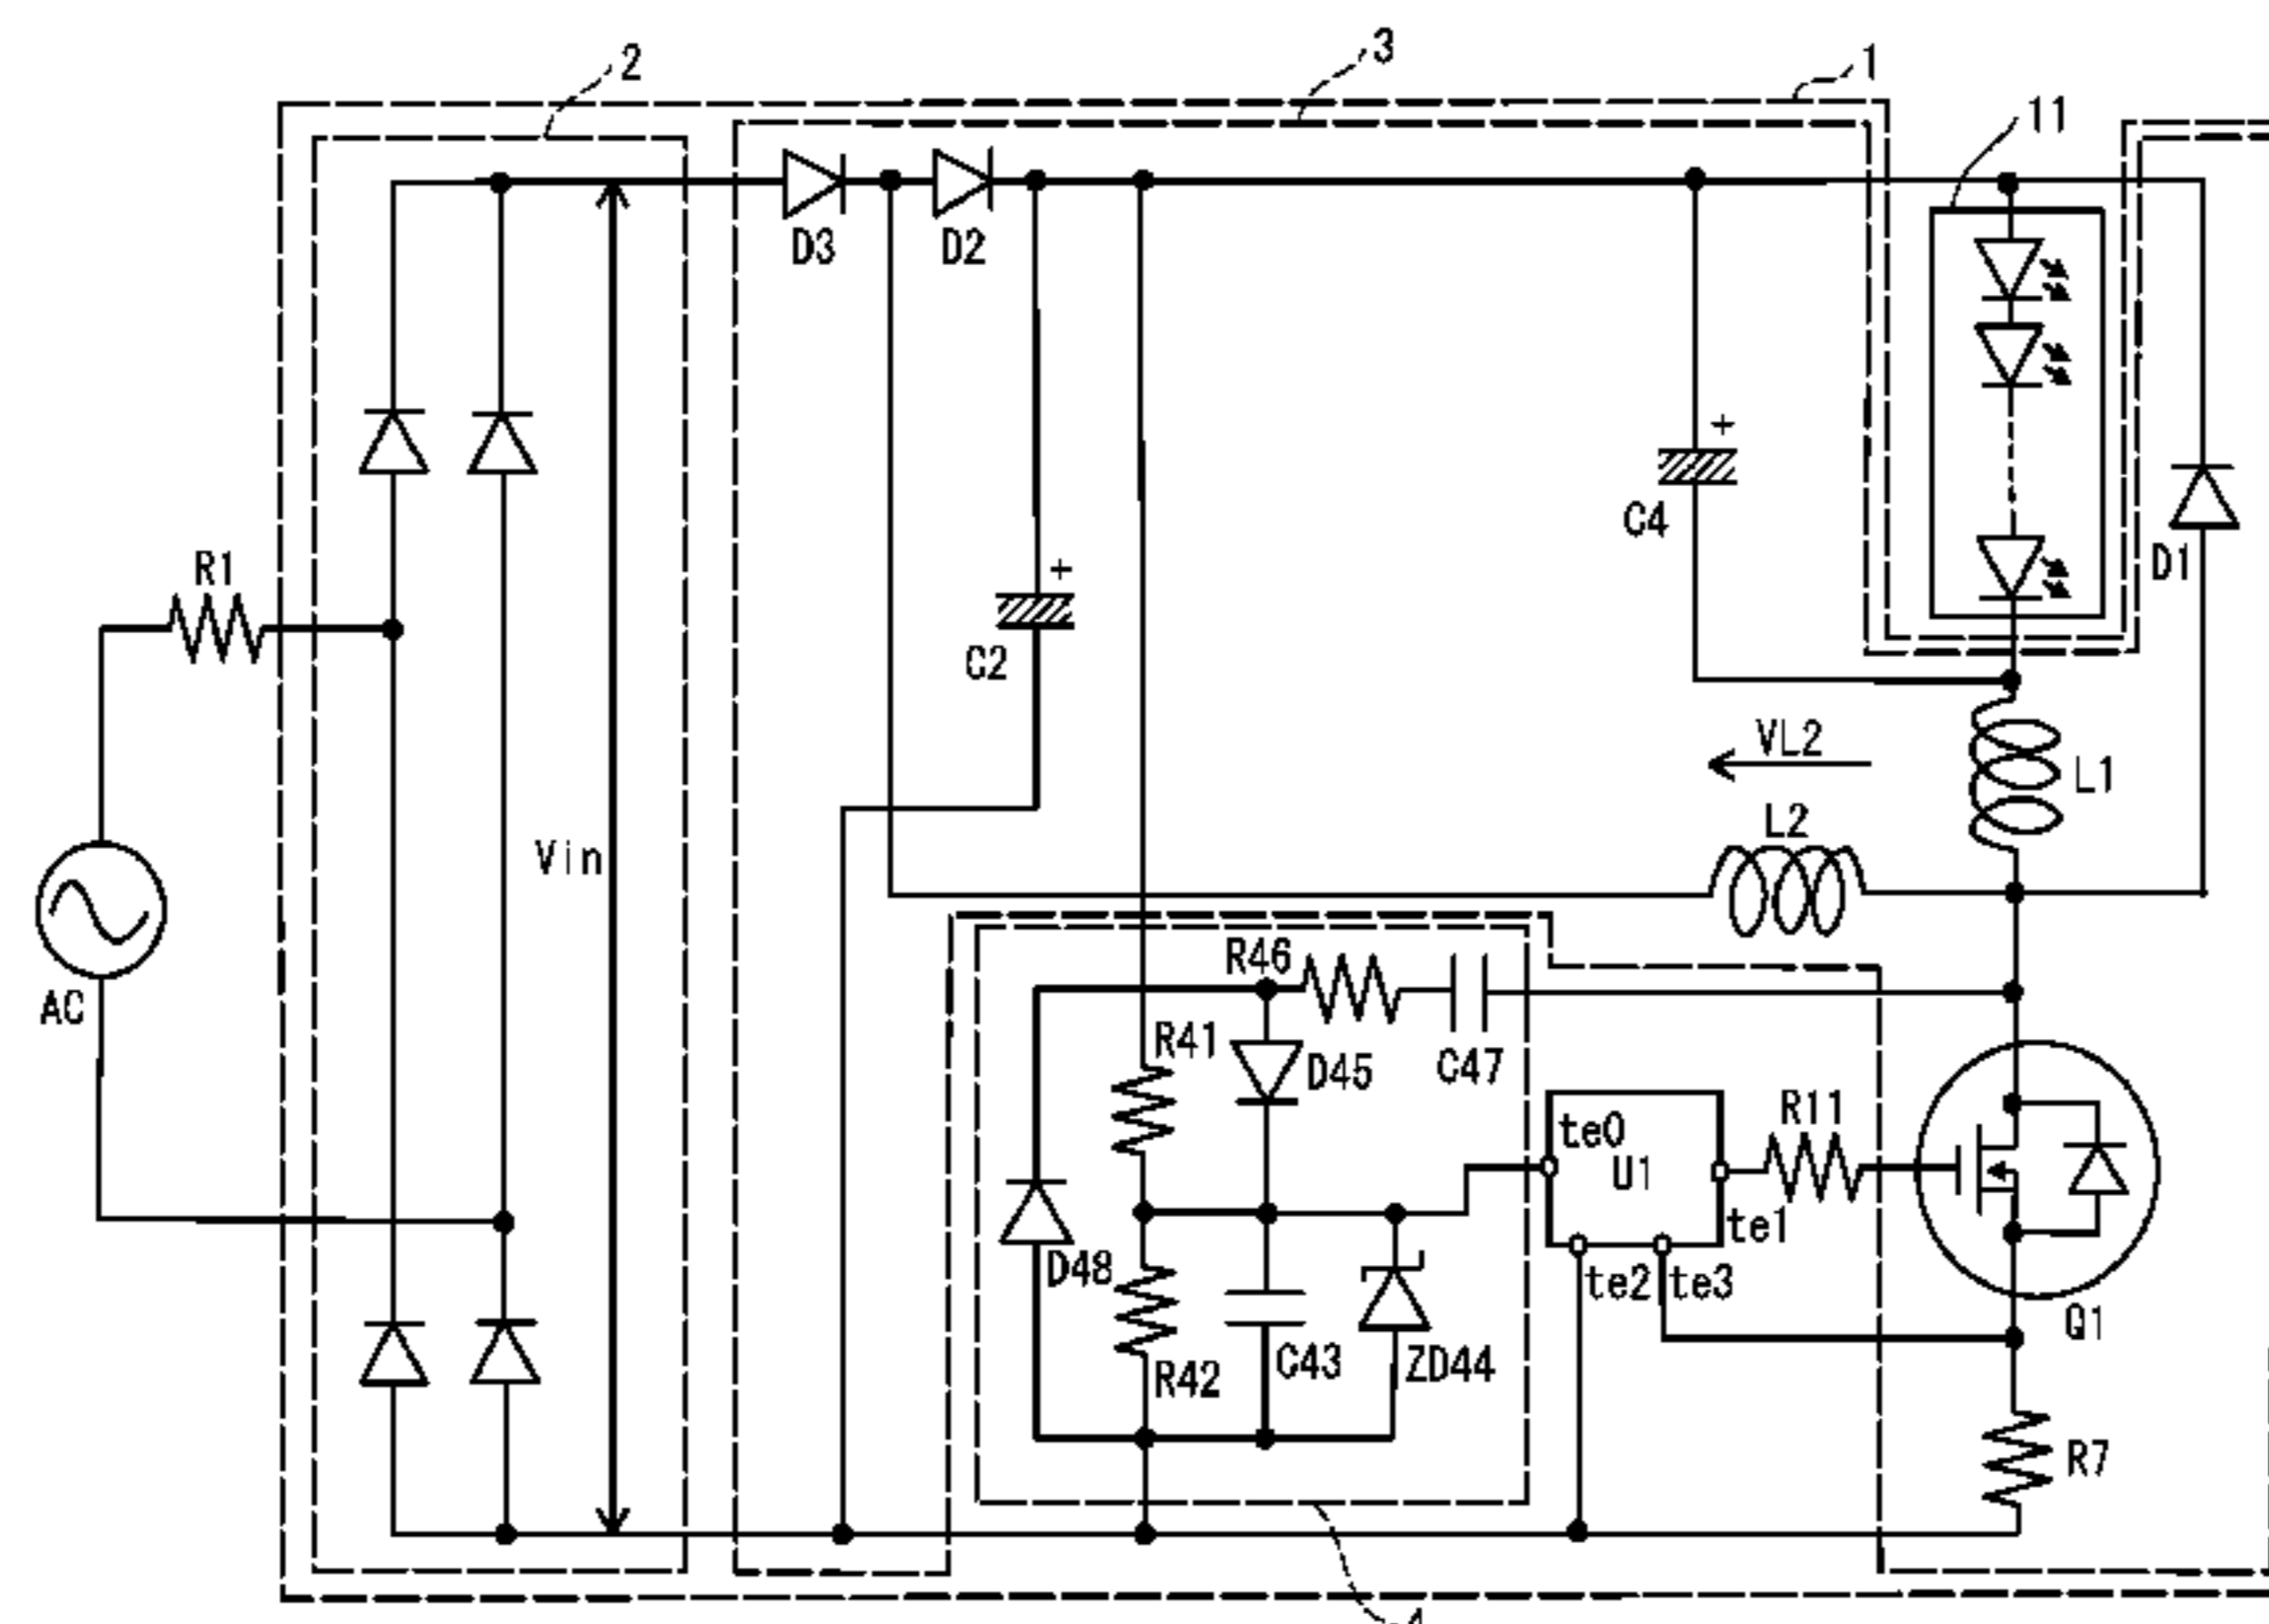 2
3
1
11
D3
D2
+
C4
R1
+
D1
C2
VL2
L1
L2
Vin
R46
AC
R41
D45
C47
R11
te0
U1
te1
D48
te2
te3
Q1
C43
ZD44
R42
R7
4